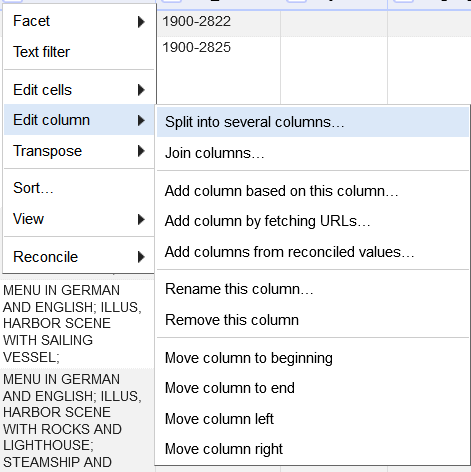 Facet
Text filter
Edit cells
Edit column
Transpose
Sort…
View
Reconcile
1900-2822
1900-2825
Split into several columns…
Join columns…
Add column based on this column…
Add column by fetching URLs…
Add columns from reconciled values…
Rename this column…
Remove this column
Move column to beginning
Move column to end
Move column left
Move column right
MENU IN GERMAN
AND ENGLISH; ILLUS,
HARBOR SCENE
WITH SAILING
VESSEL;
MENU IN GERMAN
AND ENGLISH; ILLUS,
HARBOR SCENE
WITH ROCKS AND
LIGHTHOUSE;
STEAMSHIP AND